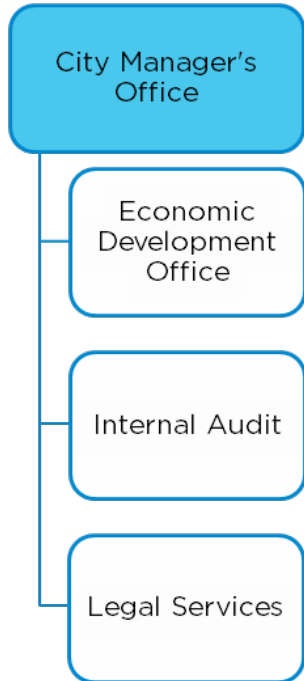 City Manager's
Office
Economic
Development
Office
Internal Audit
Legal Services